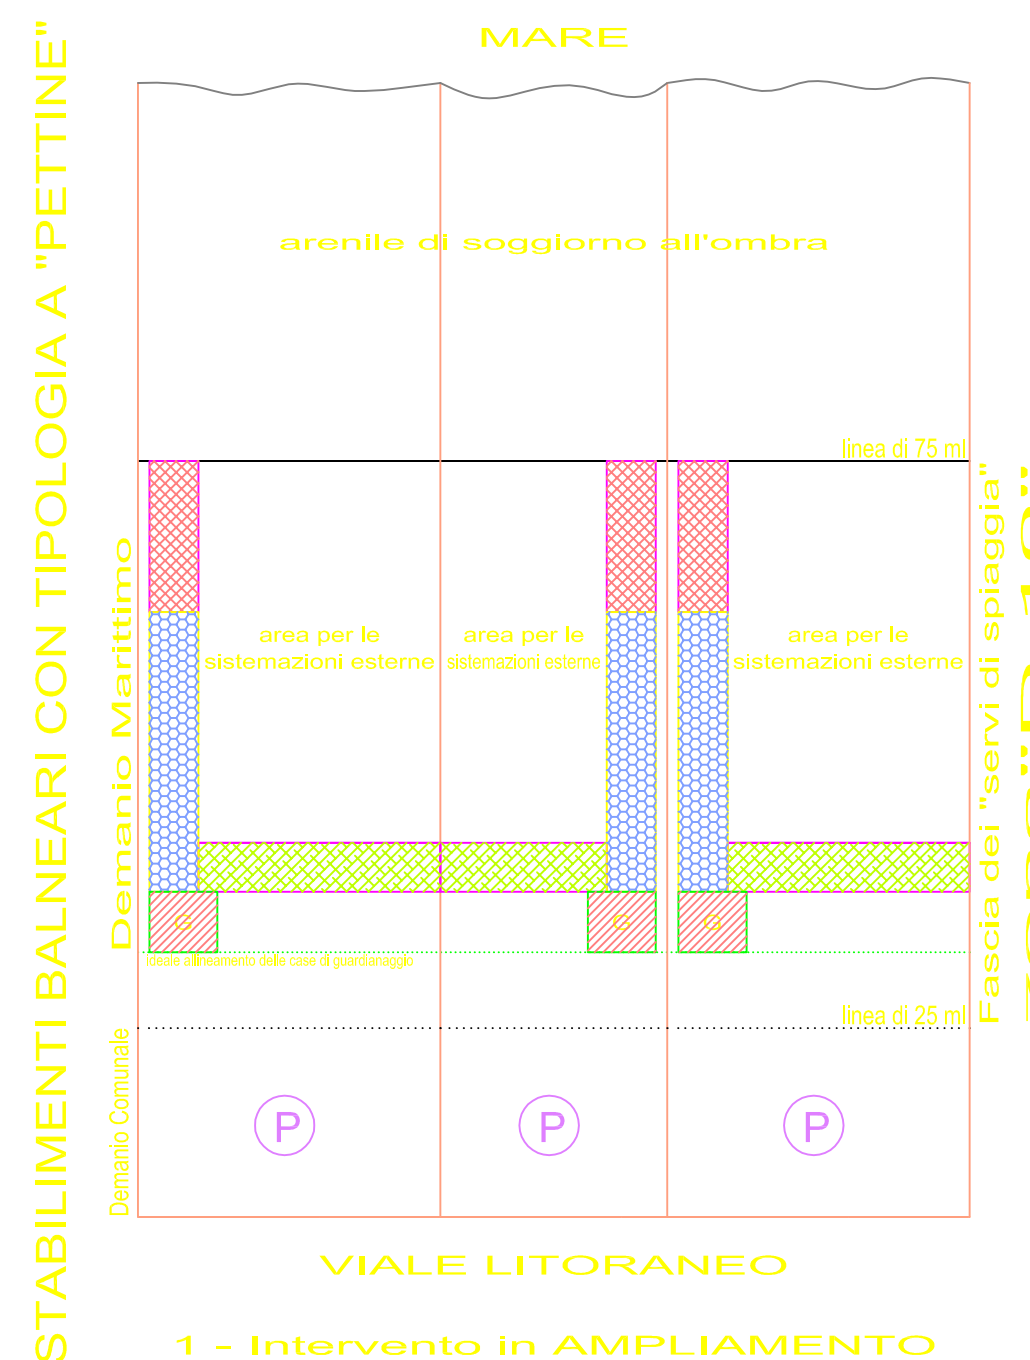 MARE
STABILIMENTI BALNEARI CON TIPOLOGIA A "PETTINE"
arenile di soggiorno all'ombra
linea di 75 ml
Demanio Marittimo
area per le
sistemazioni esterne
area per le
sistemazioni esterne
area per le
sistemazioni esterne
Fascia dei "servi di spiaggia"
G
G
G
ideale allineamento delle case di guardianaggio
linea di 25 ml
Demanio Comunale
P
P
P
VIALE LITORANEO
1 - Intervento in AMPLIAMENTO